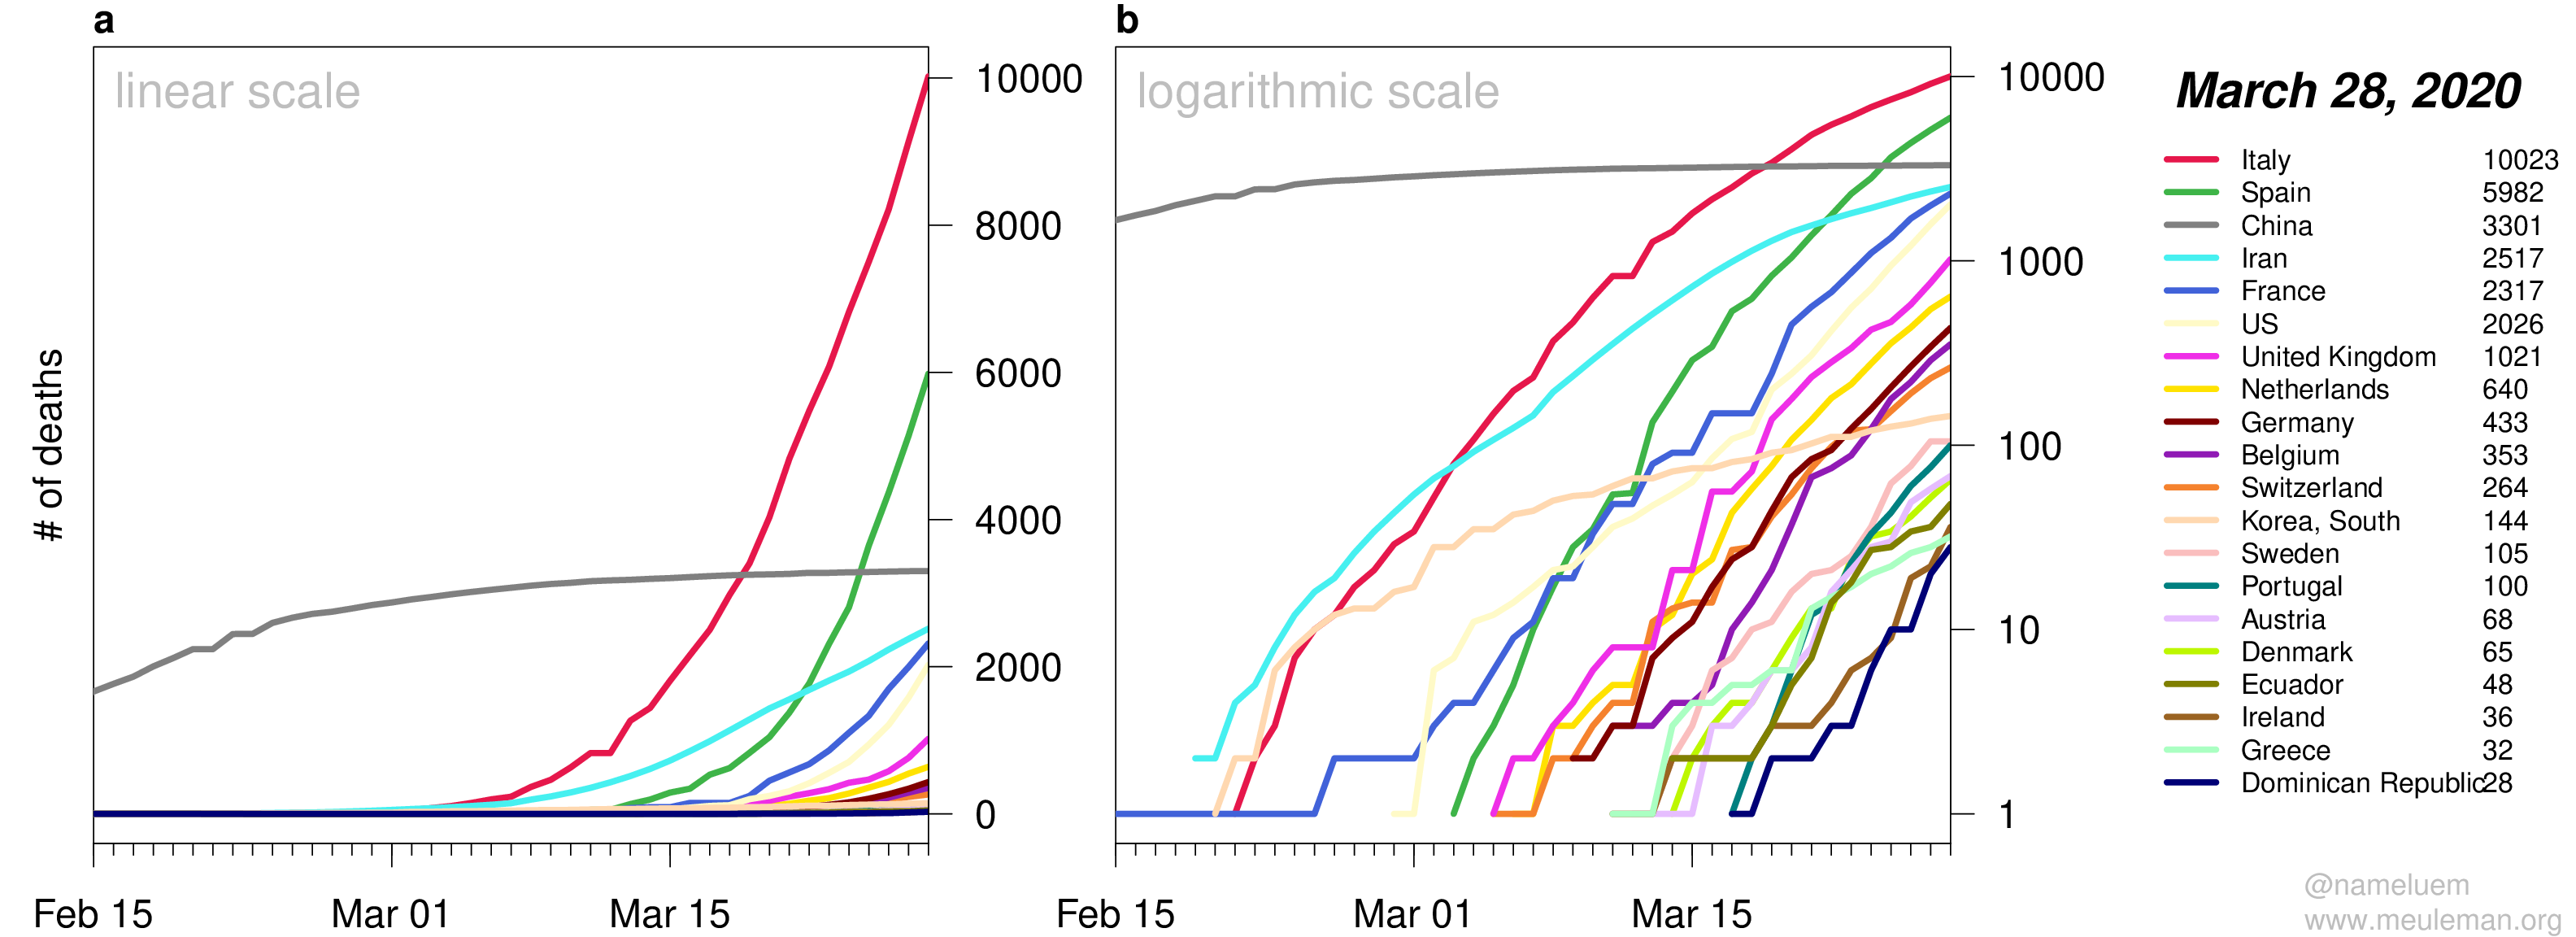 a
linear scale
# of deaths
10000
8000
6000
4000
2000
0
Feb 15
Mar 01
Mar 15
b
logarithmic scale
10000
1000
100
10
1
Feb 15
Mar 01
Mar 15
March 28, 2020
Italy 10023
Spain 5982
China 3301
Iran 2517
France 2317
US 2026
United Kingdom 1021
Netherlands 640
Germany 433
Belgium 353
Switzerland 264
Korea, South 144
Sweden 105
Portugal 100
Austria 68
Denmark 65
Ecuador 48
Ireland 36
Greece 32
Dominican Republic 28
@nameluem
www.meuleman.org